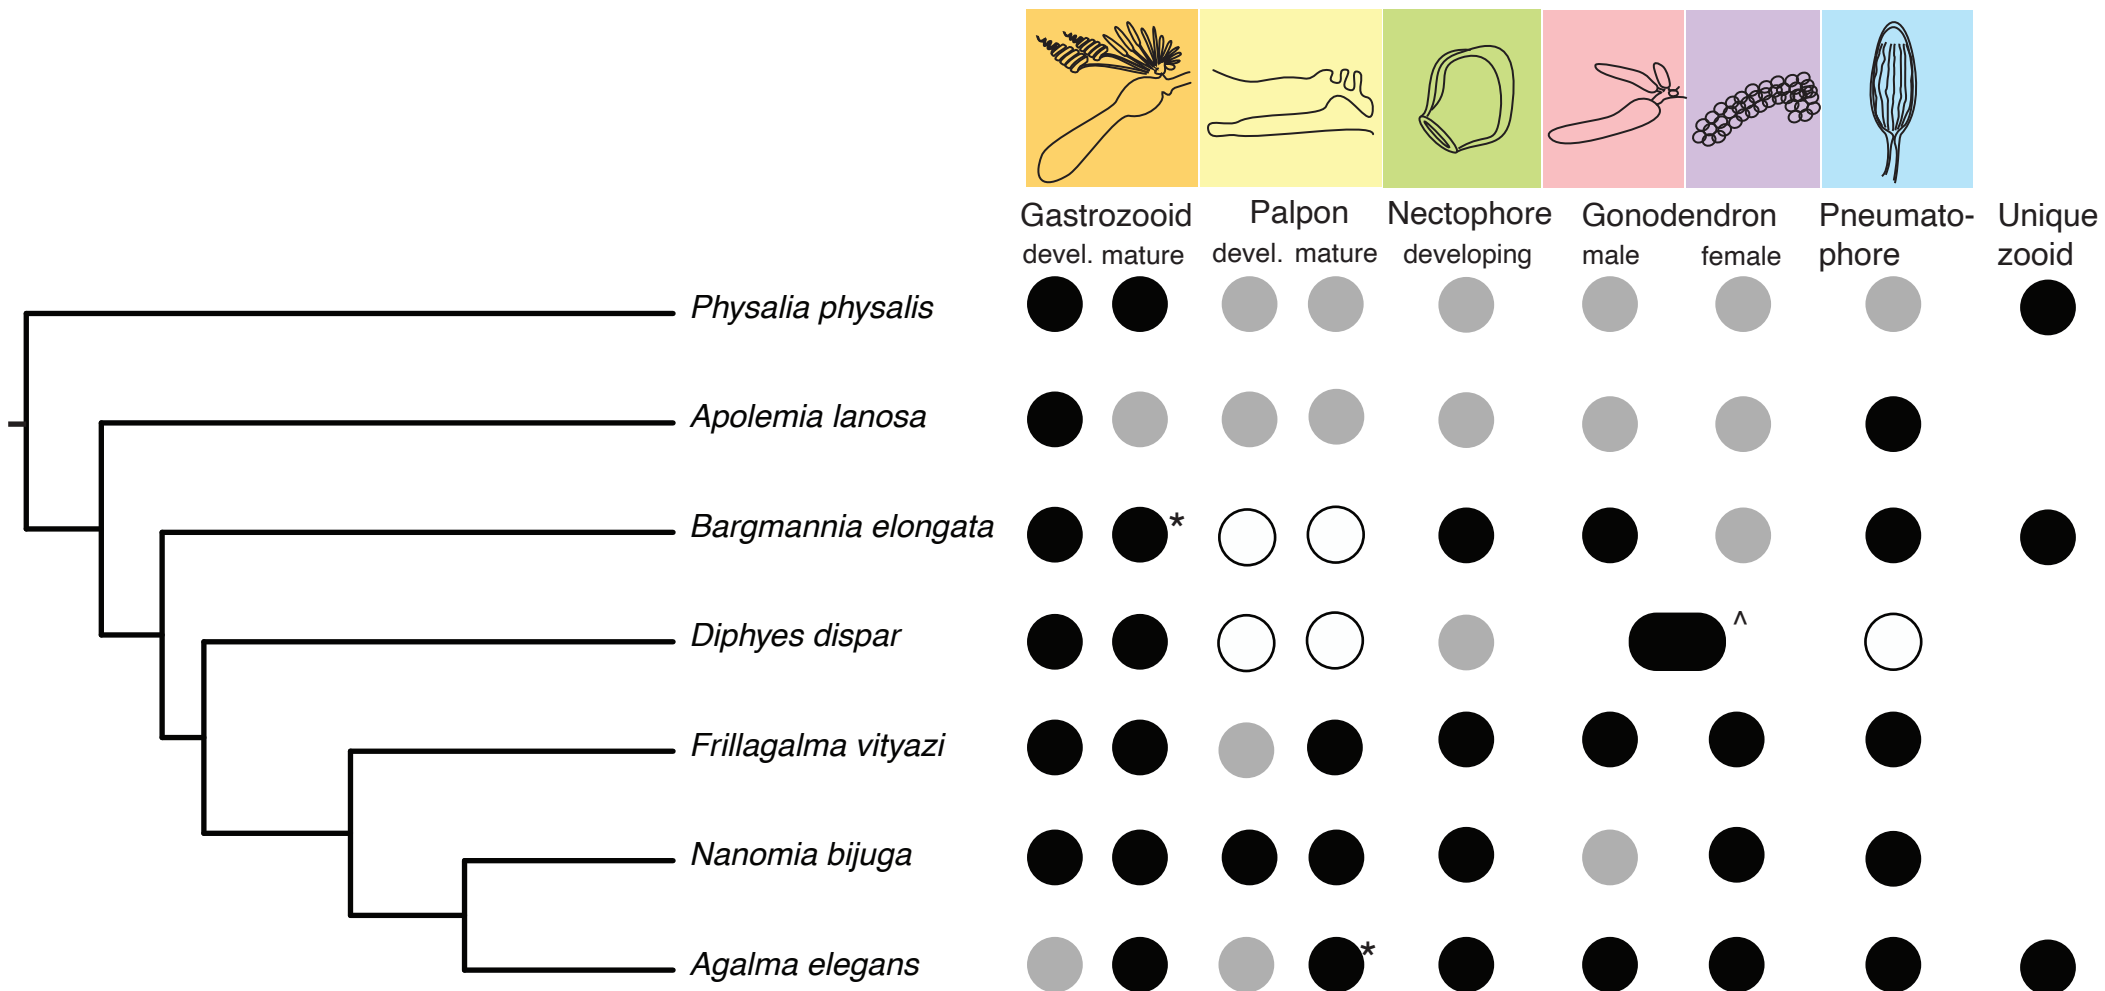 Gastrozooid Palpon Nectophore Gonodendron Pneumato- Unique
devel. mature devel. mature developing male female phore zooid
Physalia physalis
Apolemia lanosa
Bargmannia elongata *
Diphyes dispar ^
Frillagalma vityazi
Nanomia bijuga
Agalma elegans *